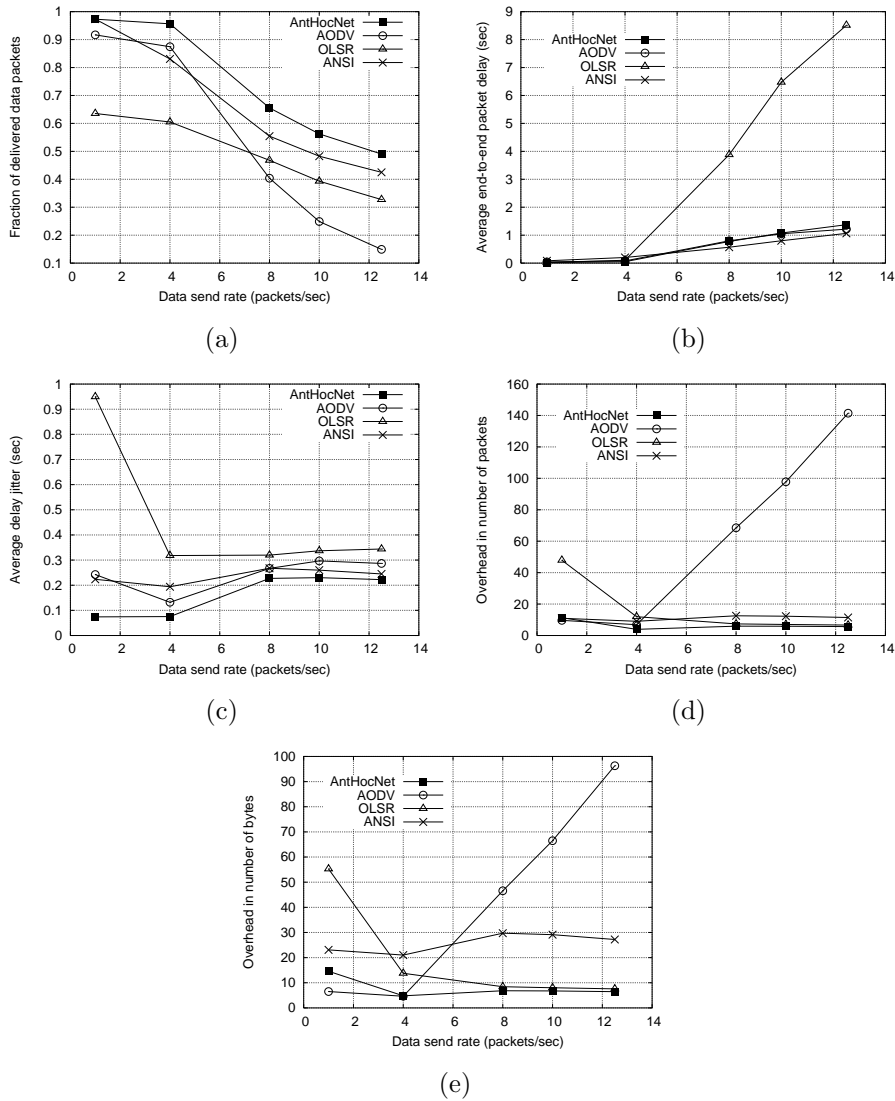 Fraction of delivered data packets
1
0.9
0.8
0.7
0.6
0.5
0.4
0.3
0.2
0.1
AntHocNet
AODV
OLSR
ANSI
0 2 4 6 8 10 12 14
Data send rate (packets/sec)
(a)
Average end-to-end packet delay (sec)
9
8
7
6
5
4
3
2
1
0
AntHocNet
AODV
OLSR
ANSI
0 2 4 6 8 10 12 14
Data send rate (packets/sec)
(b)
Average delay jitter (sec)
1
0.9
0.8
0.7
0.6
0.5
0.4
0.3
0.2
0.1
0
AntHocNet
AODV
OLSR
ANSI
0 2 4 6 8 10 12 14
Data send rate (packets/sec)
(c)
Overhead in number of packets
160
140
120
100
80
60
40
20
0
AntHocNet
AODV
OLSR
ANSI
0 2 4 6 8 10 12 14
Data send rate (packets/sec)
(d)
Overhead in number of bytes
100
90
80
70
60
50
40
30
20
10
0
AntHocNet
AODV
OLSR
ANSI
0 2 4 6 8 10 12 14
Data send rate (packets/sec)
(e)